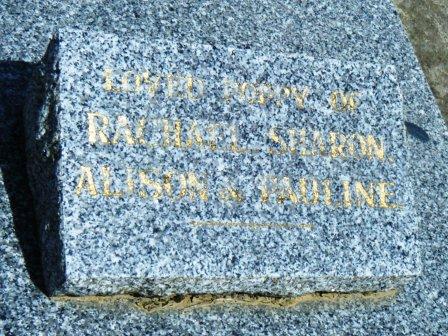 LOVED POPPY OF
RACHAEL, SHARON,
ALISON & PAULINE.